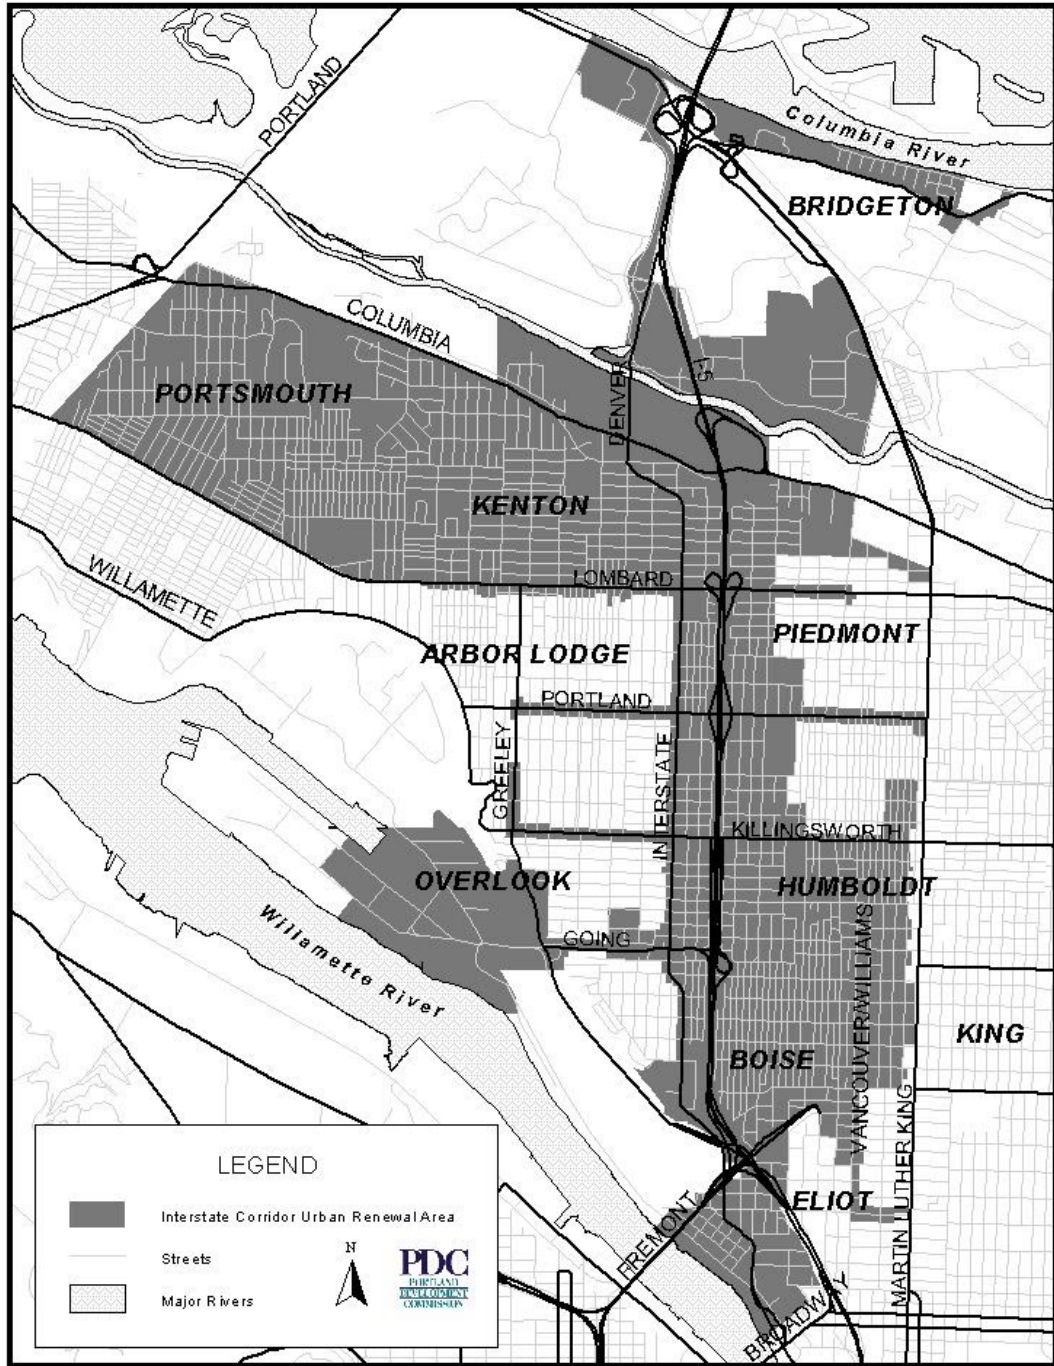 PORTLAND
Columbia River
BRIDGETON
COLUMBIA
I-5
PORTSMOUTH
DENVER
KENTON
WILLAMETTE
LOMBARD
PIEDMONT
ARBOR LODGE
PORTLAND
GREELEY
INTERSTATE
KILLINGSWORTH
OVERLOOK
HUMBOLDT
Willamette River
GOING
VANCOUVER/WILLIAMS
KING
BOISE
MARTIN LUTHER KING
ELIOT
FREMONT
BROADWAY
LEGEND
Interstate Corridor Urban Renewal Area
Streets
Major Rivers
N
PDC
PORTLAND
DEVELOPMENT
COMMISSION